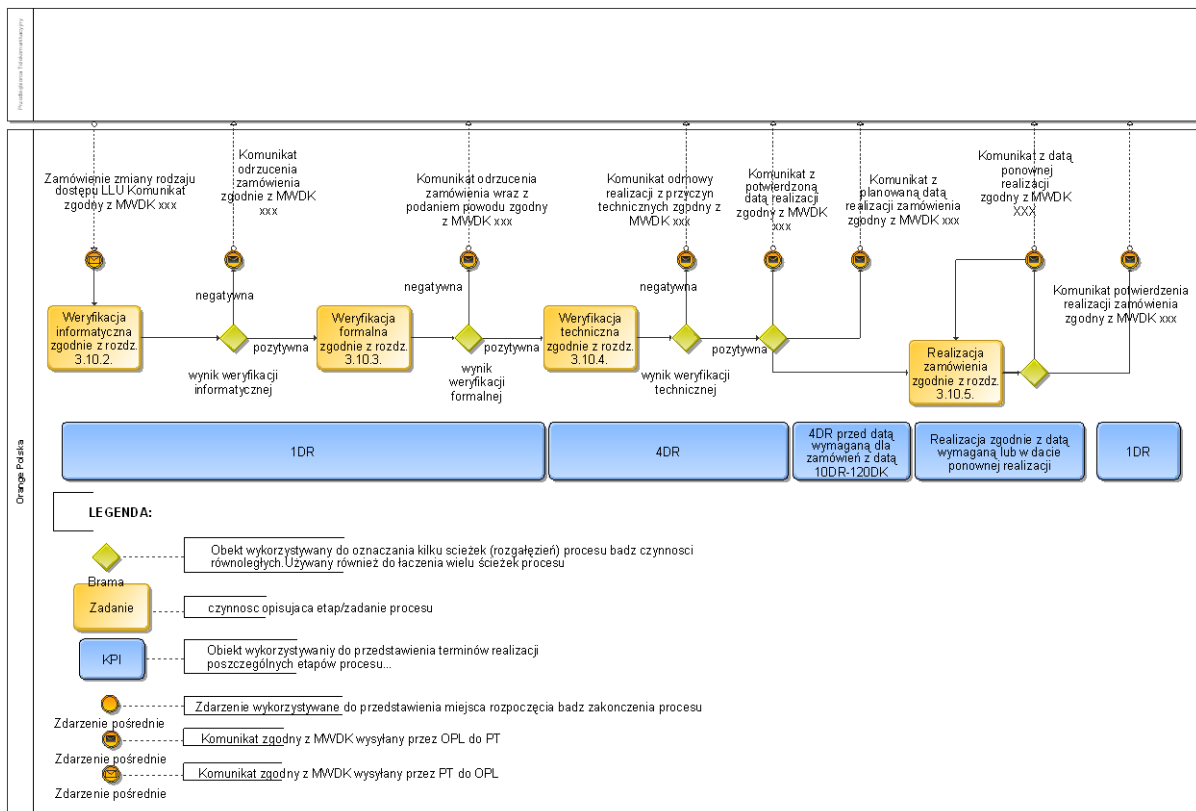 Przedsiębiorca Telekomunikacyjny
Orange Polska
Zamówienie zmiany rodzaju
dostępu LLU Komunikat
zgodny z MWDK xxx
Komunikat
odrzucenia
zamówienia
zgodnie z MWDK
xxx
Komunikat odrzucenia
zamówienia wraz z
podaniem powodu zgodny
z MWDK xxx
Komunikat odmowy
realizacji z przyczyn
technicznych zgodny z
MWDK xxx
Komunikat z
potwierdzoną
datą realizacji
zgodny z MWDK
xxx
Komunikat z
planowaną datą
realizacji zamówienia
zgodny z MWDK xxx
Komunikat z datą
ponownej
realizacji
zgodny z MWDK
XXX
Komunikat potwierdzenia
realizacji zamówienia
zgodny z MWDK xxx
negatywna
negatywna
negatywna
Weryfikacja
informatyczna
zgodnie z rozdz.
3.10.2.
pozytywna
wynik weryfikacji
informatycznej
Weryfikacja
formalna
zgodnie z rozdz.
3.10.3.
pozytywna
wynik
weryfikacji
formalnej
Weryfikacja
techniczna
zgodnie z rozdz.
3.10.4.
pozytywna
wynik weryfikacji
technicznej
Realizacja
zamówienia
zgodnie z rozdz.
3.10.5.
1DR
4DR
4DR przed datą
wymaganą dla
zamówień z datą
10DR-120DK
Realizacja zgodnie z datą
wymaganą lub w dacie
ponownej realizacji
1DR
LEGENDA:
Brama
Obekt wykorzystywany do oznaczania kilku scieżek (rozgałęzień) procesu badz czynnosci
równoległych.Używany również do łaczenia wielu ścieżek procesu
Zadanie
czynnosc opisujaca etap/zadanie procesu
KPI
Obiekt wykorzystywaniy do przedstawienia terminów realizacji
poszczególnych etapów procesu...
Zdarzenie pośrednie
Zdarzenie wykorzystywane do przedstawienia miejsca rozpoczęcia badz zakonczenia procesu
Zdarzenie pośrednie
Komunikat zgodny z MWDK wysyłany przez OPL do PT
Zdarzenie pośrednie
Komunikat zgodny z MWDK wysyłany przez PT do OPL